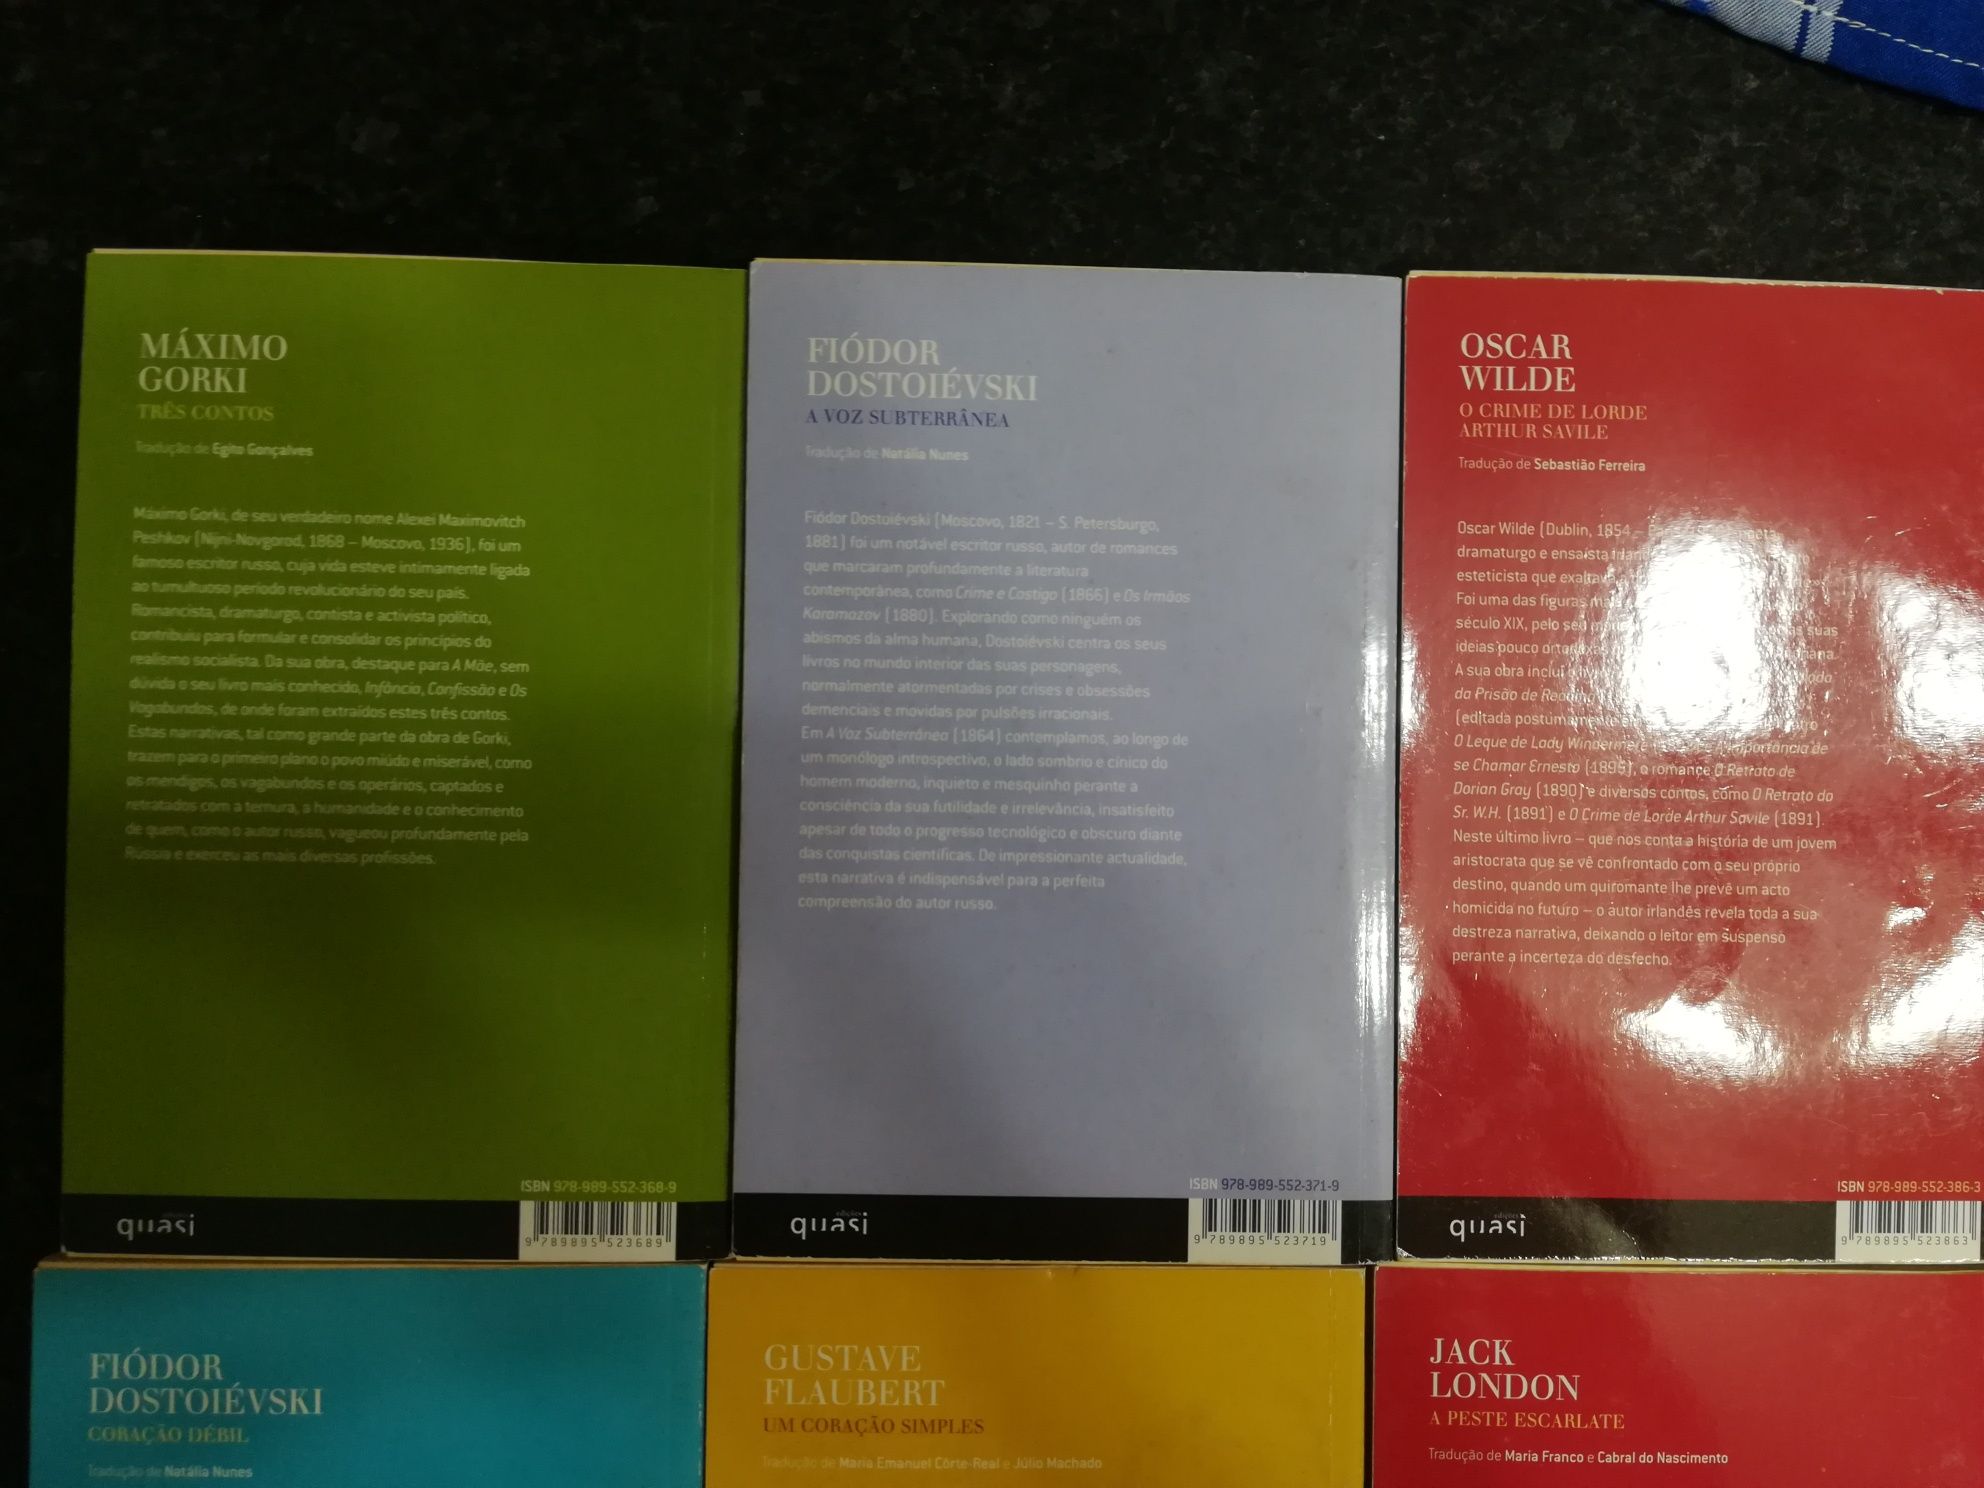 MÁXIMO
GORKI
TRÊS CONTOS
Tradução de Egito Gonçalves
Máximo Gorki, de seu verdadeiro nome Alexei Maximovitch
Peshkov (Nijni-Novgorod, 1868 – Moscovo, 1936), foi um
famoso escritor russo, cuja vida esteve intimamente ligada
ao tumultuoso período revolucionário do seu país.
Romancista, dramaturgo, contista e activista político,
contribuiu para formular e consolidar os princípios do
realismo socialista. Da sua obra, destaque para A Mãe, sem
dúvida o seu livro mais conhecido, Infância, Confissão e Os
Vagabundos, de onde foram extraídos estes três contos.
Estas narrativas, tal como grande parte da obra de Gorki,
trazem para o primeiro plano o povo miúdo e miserável, como
os mendigos, os vagabundos e os operários, captados e
retratados com a ternura, a humanidade e o conhecimento
de quem, como o autor russo, vagueou profundamente pela
Rússia e exerceu as mais diversas profissões.
ISBN 978-989-552-368-9
edições
quasi
9 789895 523689
FIÓDOR
DOSTOIÉVSKI
A VOZ SUBTERRÂNEA
Tradução de Natália Nunes
Fiódor Dostoiévski (Moscovo, 1821 – S. Petersburgo,
1881) foi um notável escritor russo, autor de romances
que marcaram profundamente a literatura
contemporânea, como Crime e Castigo (1866) e Os Irmãos
Karamazov (1880). Explorando como ninguém os
abismos da alma humana, Dostoiévski centra os seus
livros no mundo interior das suas personagens,
normalmente atormentadas por crises e obsessões
demenciais e movidas por pulsões irracionais.
Em A Voz Subterrânea (1864) contemplamos, ao longo de
um monólogo introspectivo, o lado sombrio e cínico do
homem moderno, inquieto e mesquinho perante a
consciência da sua futilidade e irrelevância, insatisfeito
apesar de todo o progresso tecnológico e obscuro diante
das conquistas científicas. De impressionante actualidade,
esta narrativa é indispensável para a perfeita
compreensão do autor russo.
ISBN 978-989-552-371-9
edições
quasi
9 789895 523719
OSCAR
WILDE
O CRIME DE LORDE
ARTHUR SAVILE
Tradução de Sebastião Ferreira
Oscar Wilde (Dublin, 1854 –
dramaturgo e ensaísta
esteticista que exaltava
Foi uma das figuras mais
século XIX, pelo seu suas
ideias pouco ortodoxas
A sua obra inclui o livro
da Prisão de Reading
(editada postumamente
O Leque de Lady Windermere A Importância de
se Chamar Ernesto (1895), o romance O Retrato de
Dorian Gray (1890) e diversos contos, como O Retrato do
Sr. W.H. (1891) e O Crime de Lorde Arthur Savile (1891).
Neste último livro – que nos conta a história de um jovem
aristocrata que se vê confrontado com o seu próprio
destino, quando um quiromante lhe prevê um acto
homicida no futuro – o autor irlandês revela toda a sua
destreza narrativa, deixando o leitor em suspenso
perante a incerteza do desfecho.
ISBN 978-989-552-386-3
edições
quasi
9 789895 523863
FIÓDOR
DOSTOIÉVSKI
CORAÇÃO DÉBIL
Tradução de Natália Nunes
GUSTAVE
FLAUBERT
UM CORAÇÃO SIMPLES
Tradução de Maria Emanuel Côrte-Real e Júlio Machado
JACK
LONDON
A PESTE ESCARLATE
Tradução de Maria Franco e Cabral do Nascimento